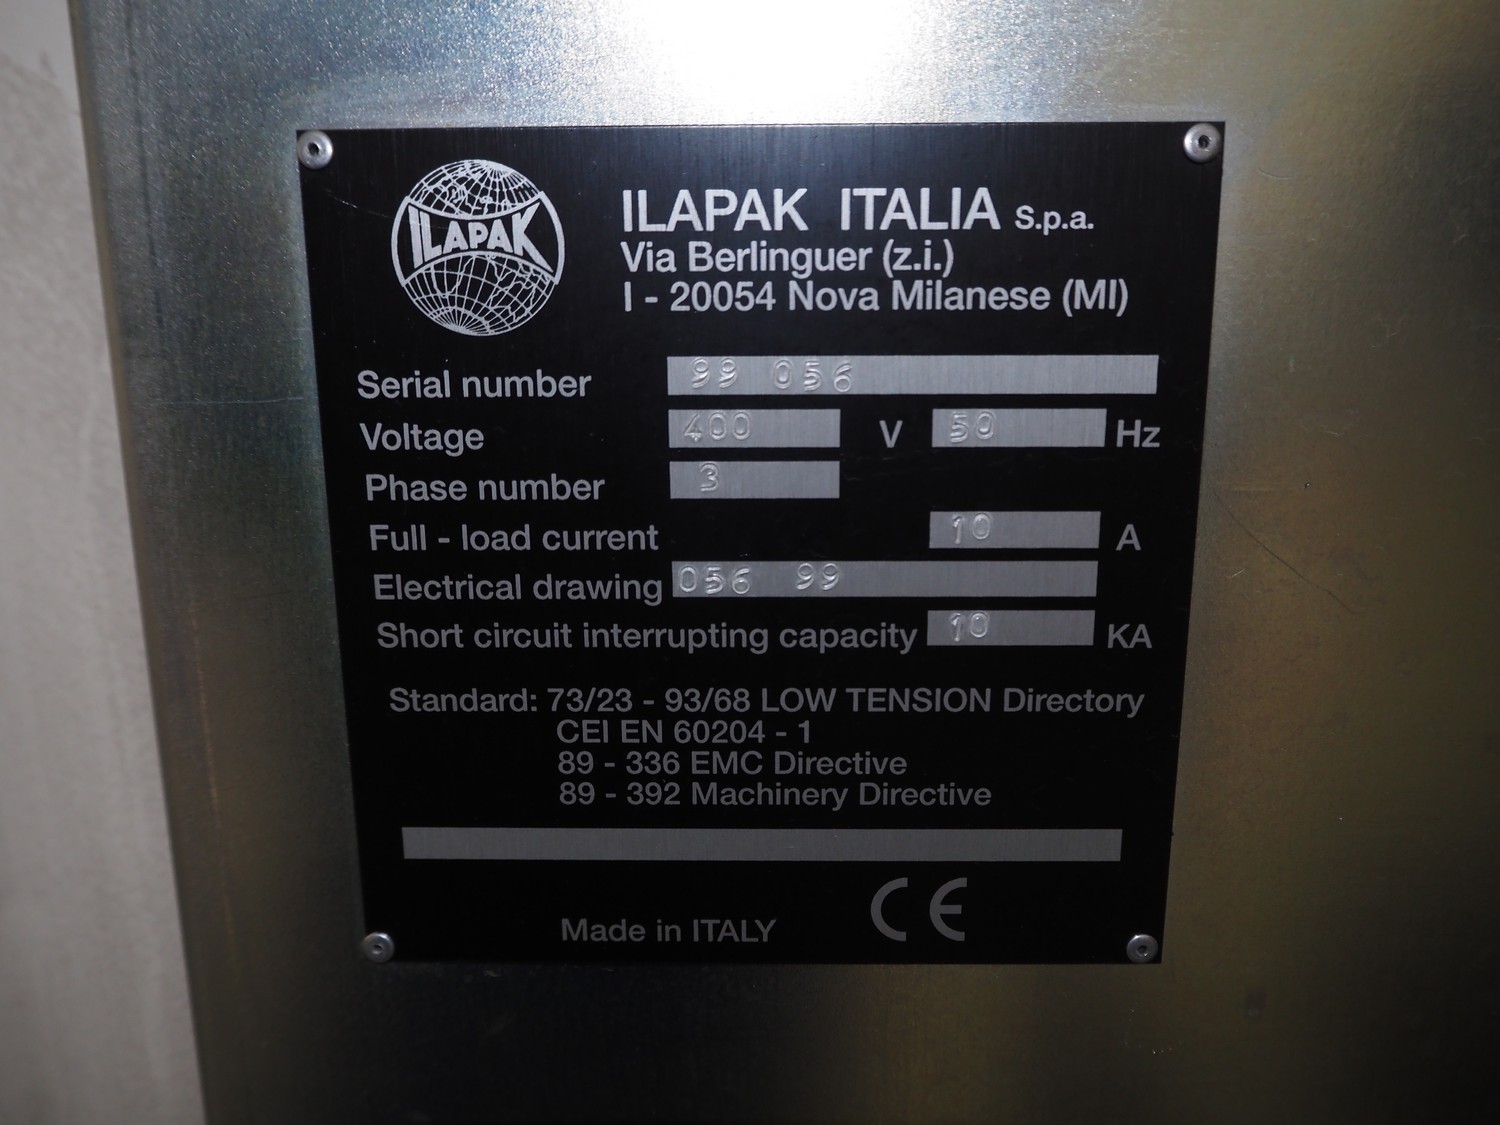 ILAPAK
ILAPAK ITALIA S.p.a.
Via Berlinguer (z.i.)
I - 20054 Nova Milanese (MI)
Serial number 99 056
Voltage 400 V 50 Hz
Phase number 3
Full - load current 10 A
Electrical drawing 056 99
Short circuit interrupting capacity 10 KA
Standard: 73/23 - 93/68 LOW TENSION Directory
CEI EN 60204 - 1
89 - 336 EMC Directive
89 - 392 Machinery Directive
Made in ITALY CE